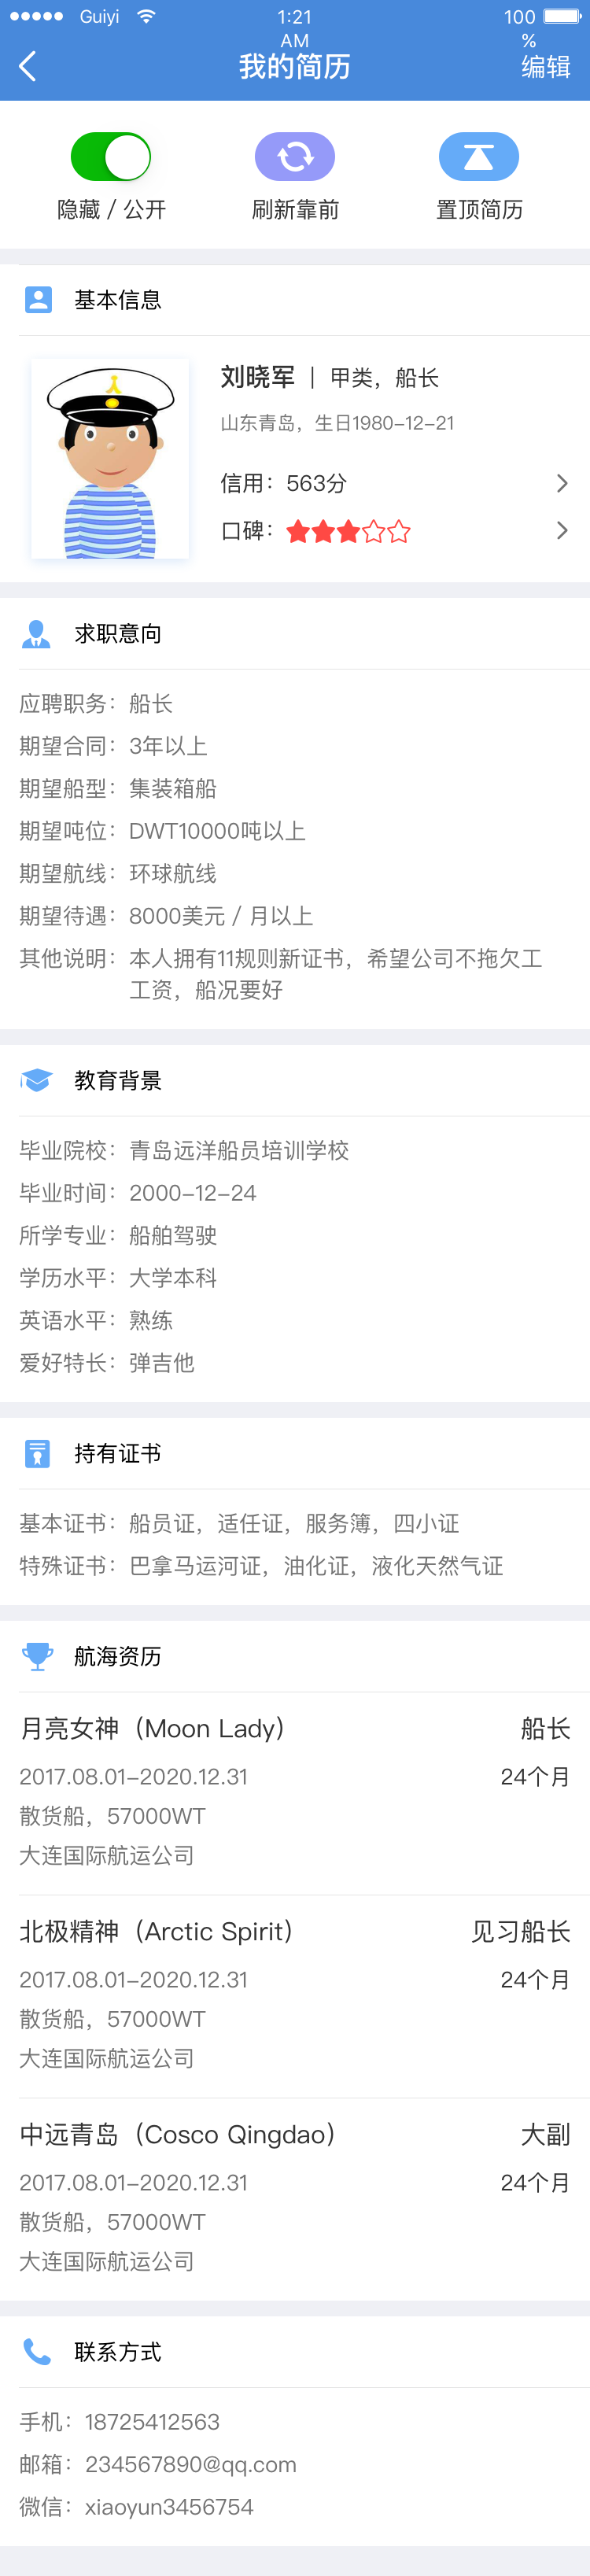 Guiyi
1:21 AM
100 %
我的简历
编辑
隐藏 / 公开
刷新靠前
置顶简历
基本信息
刘晓军 | 甲类，船长
山东青岛，生日1980-12-21
信用：563分
口碑：
求职意向
应聘职务：船长
期望合同：3年以上
期望船型：集装箱船
期望吨位：DWT10000吨以上
期望航线：环球航线
期望待遇：8000美元 / 月以上
其他说明：本人拥有11规则新证书，希望公司不拖欠工
工资，船况要好
教育背景
毕业院校：青岛远洋船员培训学校
毕业时间：2000-12-24
所学专业：船舶驾驶
学历水平：大学本科
英语水平：熟练
爱好特长：弹吉他
持有证书
基本证书：船员证，适任证，服务簿，四小证
特殊证书：巴拿马运河证，油化证，液化天然气证
航海资历
月亮女神（Moon Lady） 船长
2017.08.01-2020.12.31 24个月
散货船，57000WT
大连国际航运公司
北极精神（Arctic Spirit） 见习船长
2017.08.01-2020.12.31 24个月
散货船，57000WT
大连国际航运公司
中远青岛（Cosco Qingdao） 大副
2017.08.01-2020.12.31 24个月
散货船，57000WT
大连国际航运公司
联系方式
手机：18725412563
邮箱：234567890@qq.com
微信：xiaoyun3456754